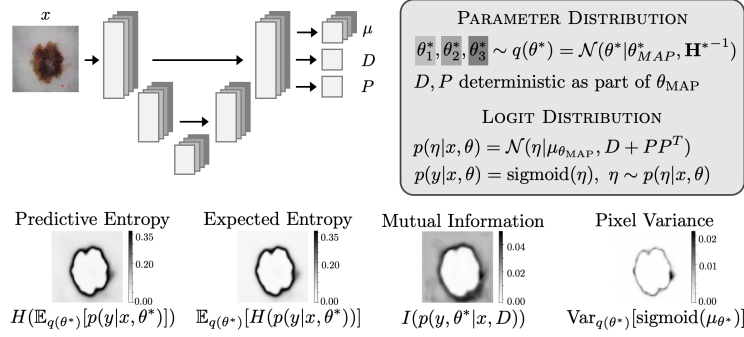 x
μ
D
P
PARAMETER DISTRIBUTION
θ₁*, θ₂*, θ₃* ∼ q(θ*) = N(θ*|θ*_MAP, H*⁻¹)
D, P deterministic as part of θ_MAP
LOGIT DISTRIBUTION
p(η|x, θ) = N(η|μ_θ_MAP, D + PPᵀ)
p(y|x, θ) = sigmoid(η), η ∼ p(η|x, θ)
Predictive Entropy
0.35
0.20
0.00
H(𝔼_q(θ*)[p(y|x, θ*)])
Expected Entropy
0.35
0.20
0.00
𝔼_q(θ*)[H(p(y|x, θ*))]
Mutual Information
0.04
0.02
0.00
I(p(y, θ*|x, D))
Pixel Variance
0.02
0.01
0.00
Var_q(θ*)[sigmoid(μ_θ*)]